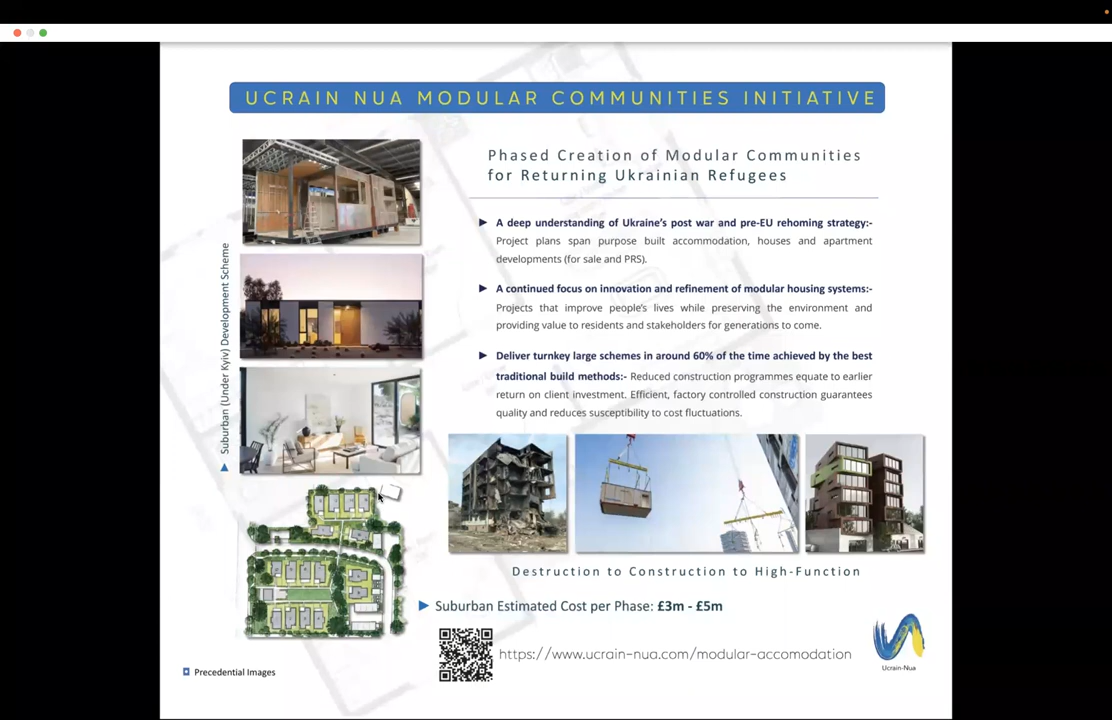 UCRAIN NUA MODULAR COMMUNITIES INITIATIVE
Phased Creation of Modular Communities
for Returning Ukrainian Refugees
► A deep understanding of Ukraine's post war and pre-EU rehoming strategy:-
Project plans span purpose built accommodation, houses and apartment
developments (for sale and PRS).
► A continued focus on innovation and refinement of modular housing systems:-
Projects that improve people's lives while preserving the environment and
providing value to residents and stakeholders for generations to come.
► Deliver turnkey large schemes in around 60% of the time achieved by the best
traditional build methods:- Reduced construction programmes equate to earlier
return on client investment. Efficient, factory controlled construction guarantees
quality and reduces susceptibility to cost fluctuations.
Suburban (Under Kyiv) Development Scheme
Destruction to Construction to High-Function
► Suburban Estimated Cost per Phase: £3m - £5m
https://www.ucrain-nua.com/modular-accomodation
Ucrain-Nua
Precedential Images